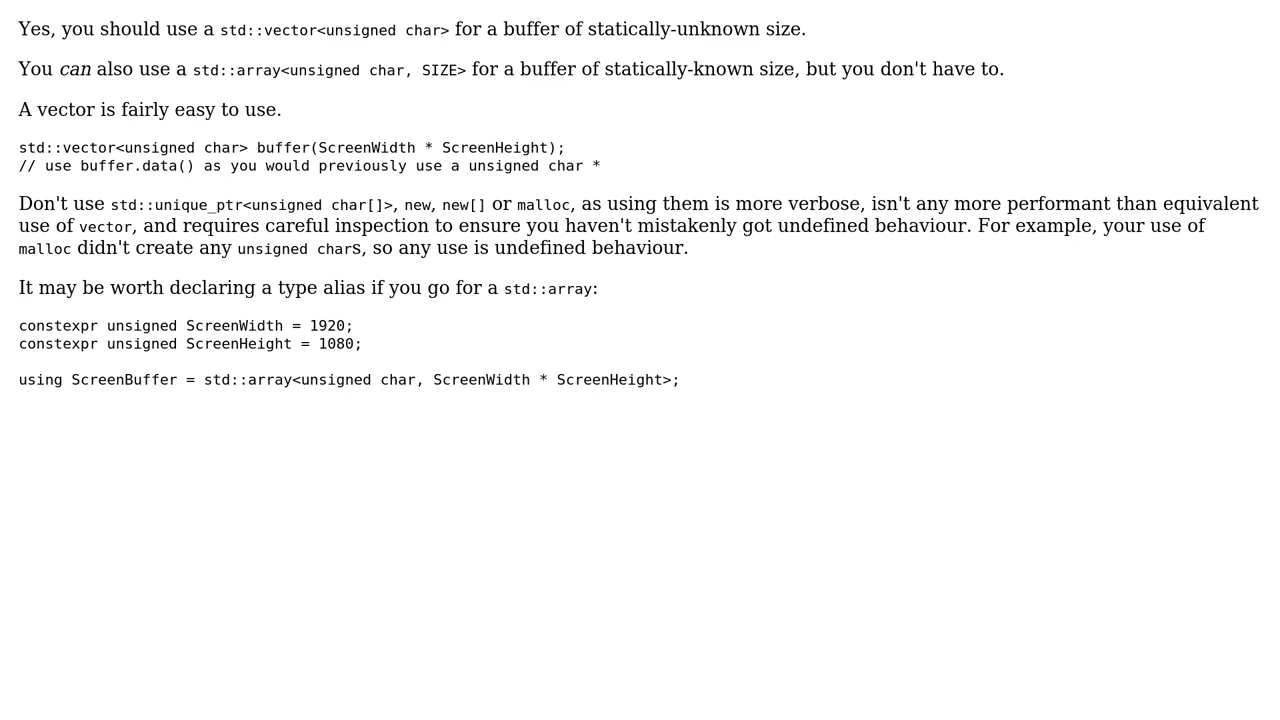 Yes, you should use a std::vector<unsigned char> for a buffer of statically-unknown size.
You can also use a std::array<unsigned char, SIZE> for a buffer of statically-known size, but you don't have to.
A vector is fairly easy to use.
std::vector<unsigned char> buffer(ScreenWidth * ScreenHeight);
// use buffer.data() as you would previously use a unsigned char *
Don't use std::unique_ptr<unsigned char[]>, new, new[] or malloc, as using them is more verbose, isn't any more performant than equivalent
use of vector, and requires careful inspection to ensure you haven't mistakenly got undefined behaviour. For example, your use of
malloc didn't create any unsigned chars, so any use is undefined behaviour.
It may be worth declaring a type alias if you go for a std::array:
constexpr unsigned ScreenWidth = 1920;
constexpr unsigned ScreenHeight = 1080;
using ScreenBuffer = std::array<unsigned char, ScreenWidth * ScreenHeight>;